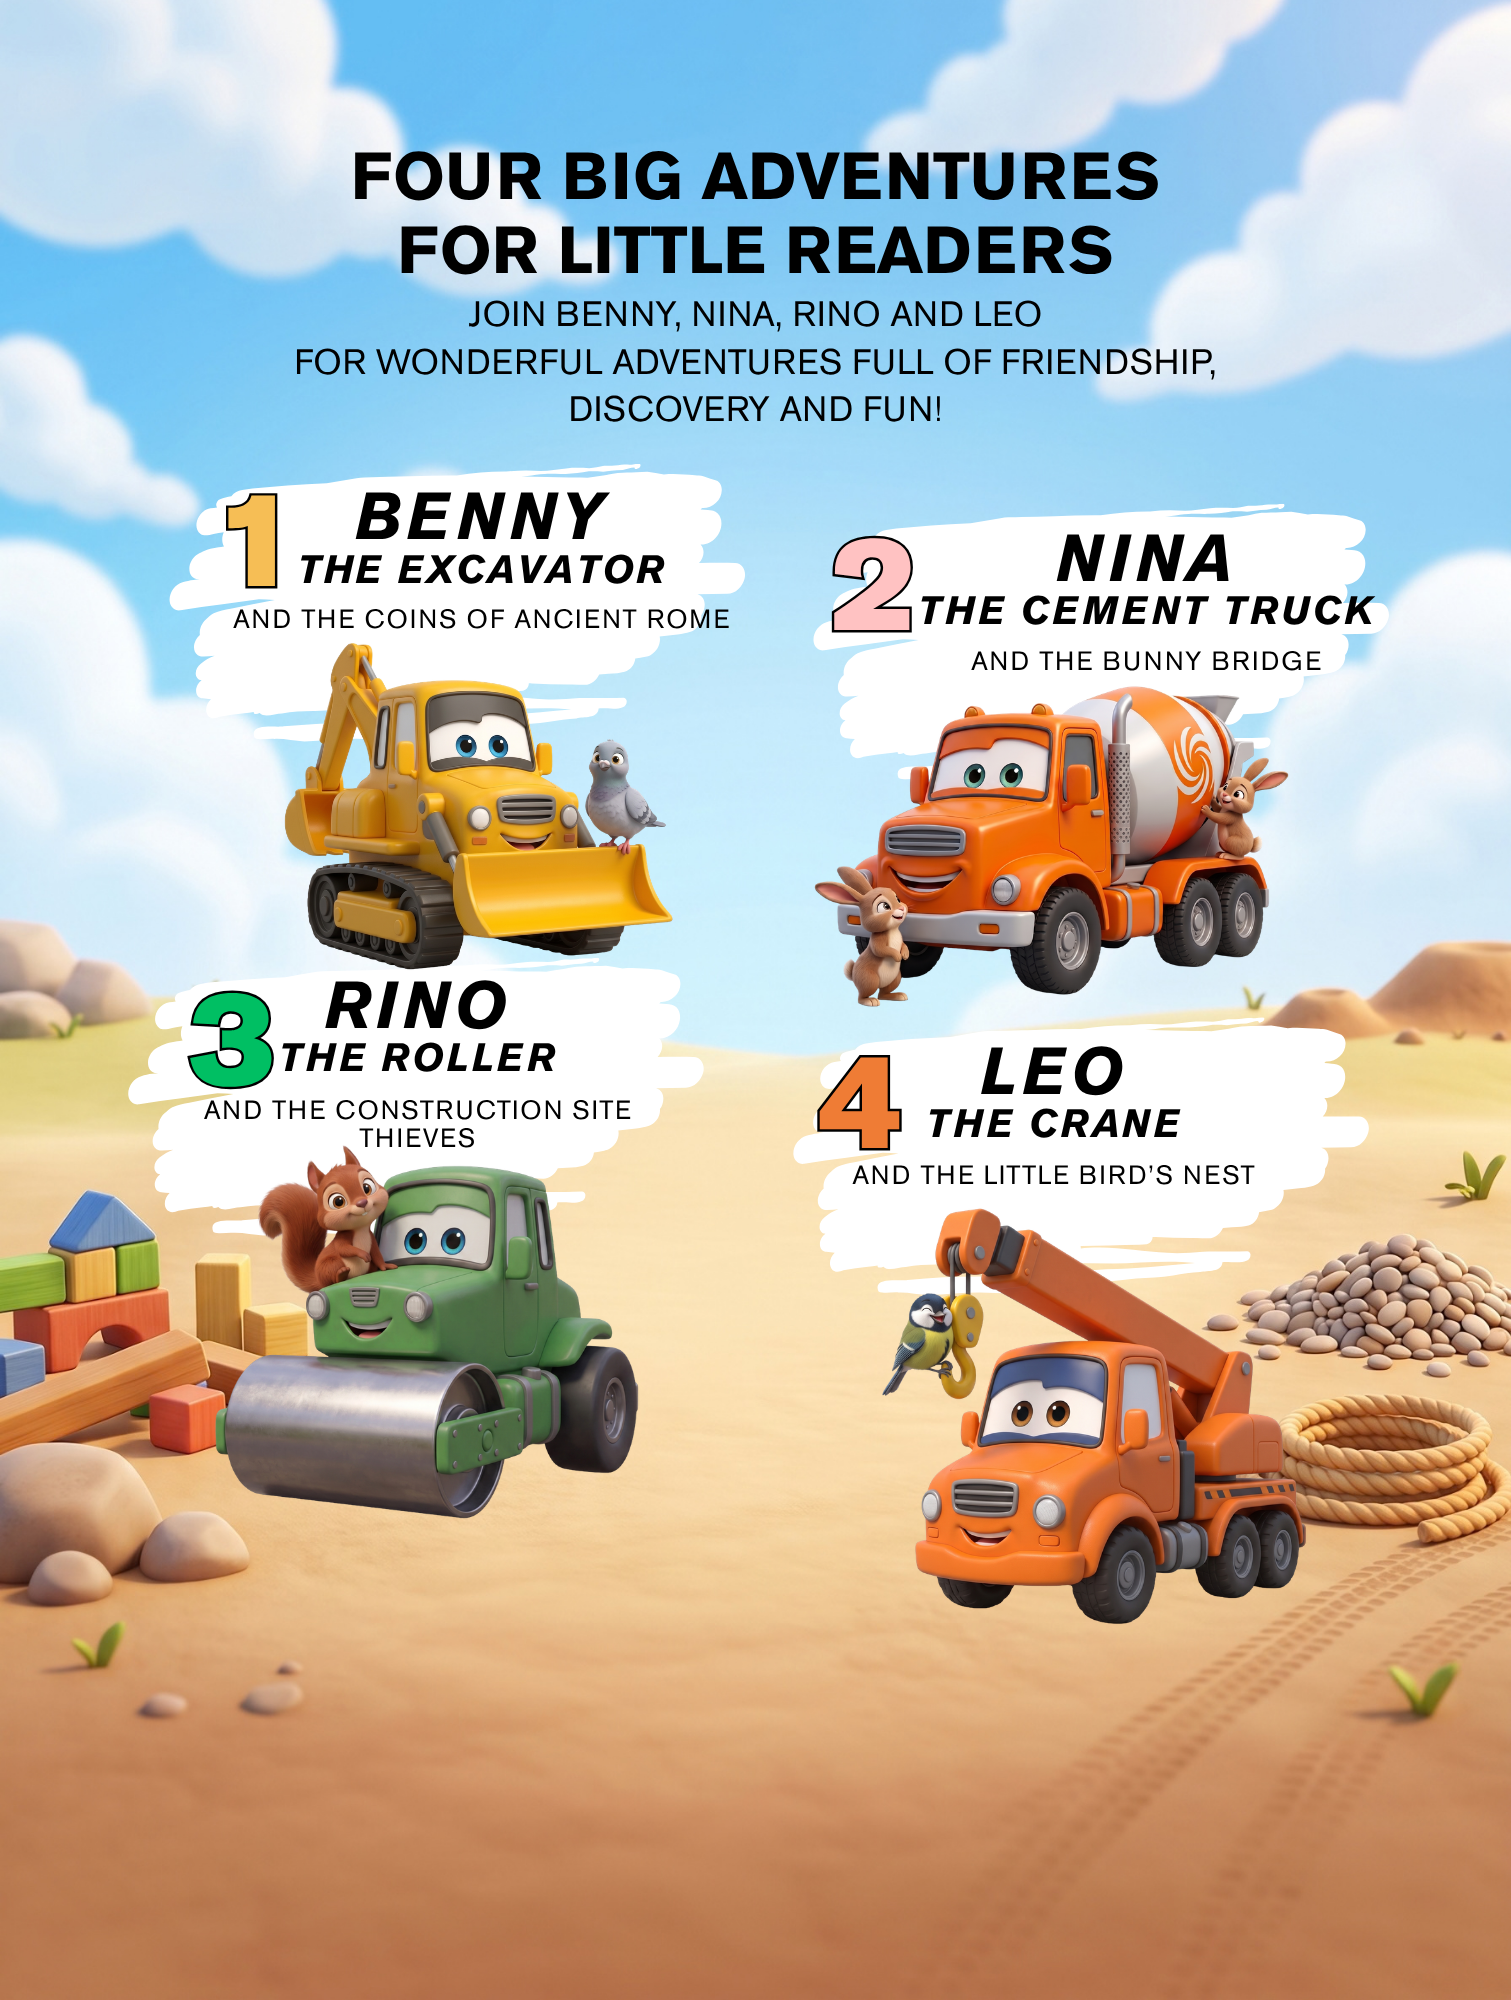 FOUR BIG ADVENTURES
FOR LITTLE READERS
JOIN BENNY, NINA, RINO AND LEO
FOR WONDERFUL ADVENTURES FULL OF FRIENDSHIP,
DISCOVERY AND FUN!
1 BENNY
THE EXCAVATOR
AND THE COINS OF ANCIENT ROME
2 NINA
THE CEMENT TRUCK
AND THE BUNNY BRIDGE
3 RINO
THE ROLLER
AND THE CONSTRUCTION SITE
THIEVES
4 LEO
THE CRANE
AND THE LITTLE BIRD'S NEST